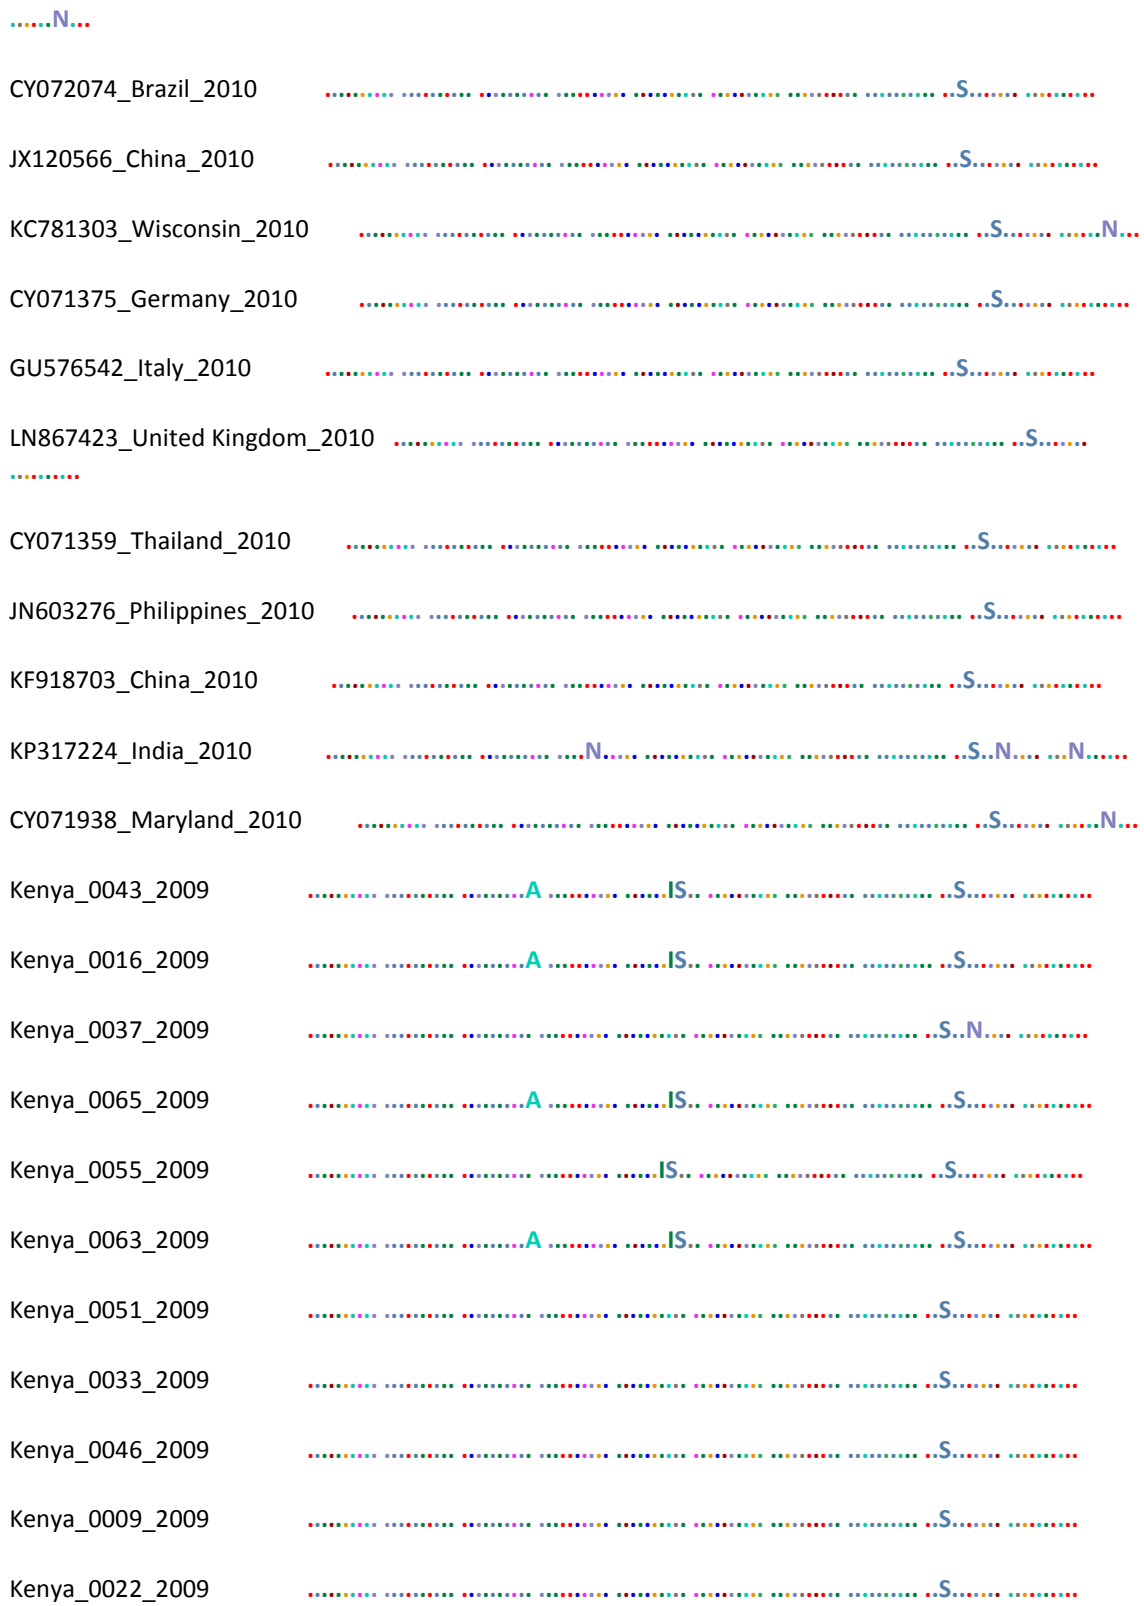 ......N...
CY072074_Brazil_2010 .......... .......... .......... .......... .......... .......... .......... .......... ..S....... ..........
JX120566_China_2010 .......... .......... .......... .......... .......... .......... .......... .......... ..S....... ..........
KC781303_Wisconsin_2010 .......... .......... .......... .......... .......... .......... .......... .......... ..S....... ......N...
CY071375_Germany_2010 .......... .......... .......... .......... .......... .......... .......... .......... ..S....... ..........
GU576542_Italy_2010 .......... .......... .......... .......... .......... .......... .......... .......... ..S....... ..........
LN867423_United Kingdom_2010 .......... .......... .......... .......... .......... .......... .......... .......... ..S.......
..........
CY071359_Thailand_2010 .......... .......... .......... .......... .......... .......... .......... .......... ..S....... ..........
JN603276_Philippines_2010 .......... .......... .......... .......... .......... .......... .......... .......... ..S....... ..........
KF918703_China_2010 .......... .......... .......... .......... .......... .......... .......... .......... ..S....... ..........
KP317224_India_2010 .......... .......... .......... ....N..... .......... .......... .......... .......... ..S..N.... ...N......
CY071938_Maryland_2010 .......... .......... .......... .......... .......... .......... .......... .......... ..S....... ......N...
Kenya_0043_2009 .......... .......... .........A .......... ......IS.. .......... .......... .......... ..S....... ..........
Kenya_0016_2009 .......... .......... .........A .......... ......IS.. .......... .......... .......... ..S....... ..........
Kenya_0037_2009 .......... .......... .......... .......... .......... .......... .......... .......... ..S..N.... ..........
Kenya_0065_2009 .......... .......... .........A .......... ......IS.. .......... .......... .......... ..S....... ..........
Kenya_0055_2009 .......... .......... .......... .......... ......IS.. .......... .......... .......... ..S....... ..........
Kenya_0063_2009 .......... .......... .........A .......... ......IS.. .......... .......... .......... ..S....... ..........
Kenya_0051_2009 .......... .......... .......... .......... .......... .......... .......... .......... ..S....... ..........
Kenya_0033_2009 .......... .......... .......... .......... .......... .......... .......... .......... ..S....... ..........
Kenya_0046_2009 .......... .......... .......... .......... .......... .......... .......... .......... ..S....... ..........
Kenya_0009_2009 .......... .......... .......... .......... .......... .......... .......... .......... ..S....... ..........
Kenya_0022_2009 .......... .......... .......... .......... .......... .......... .......... .......... ..S....... ..........